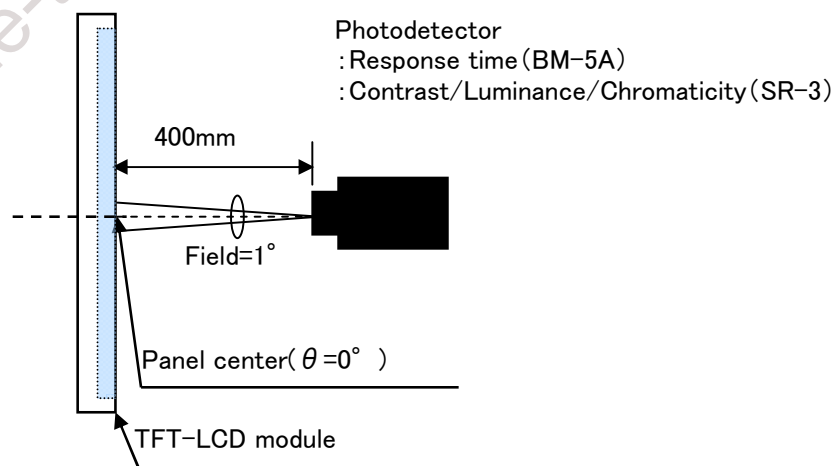 Photodetector
:Response time(BM-5A)
:Contrast/Luminance/Chromaticity(SR-3)
400mm
Field=1°
Panel center(θ=0° )
TFT-LCD module